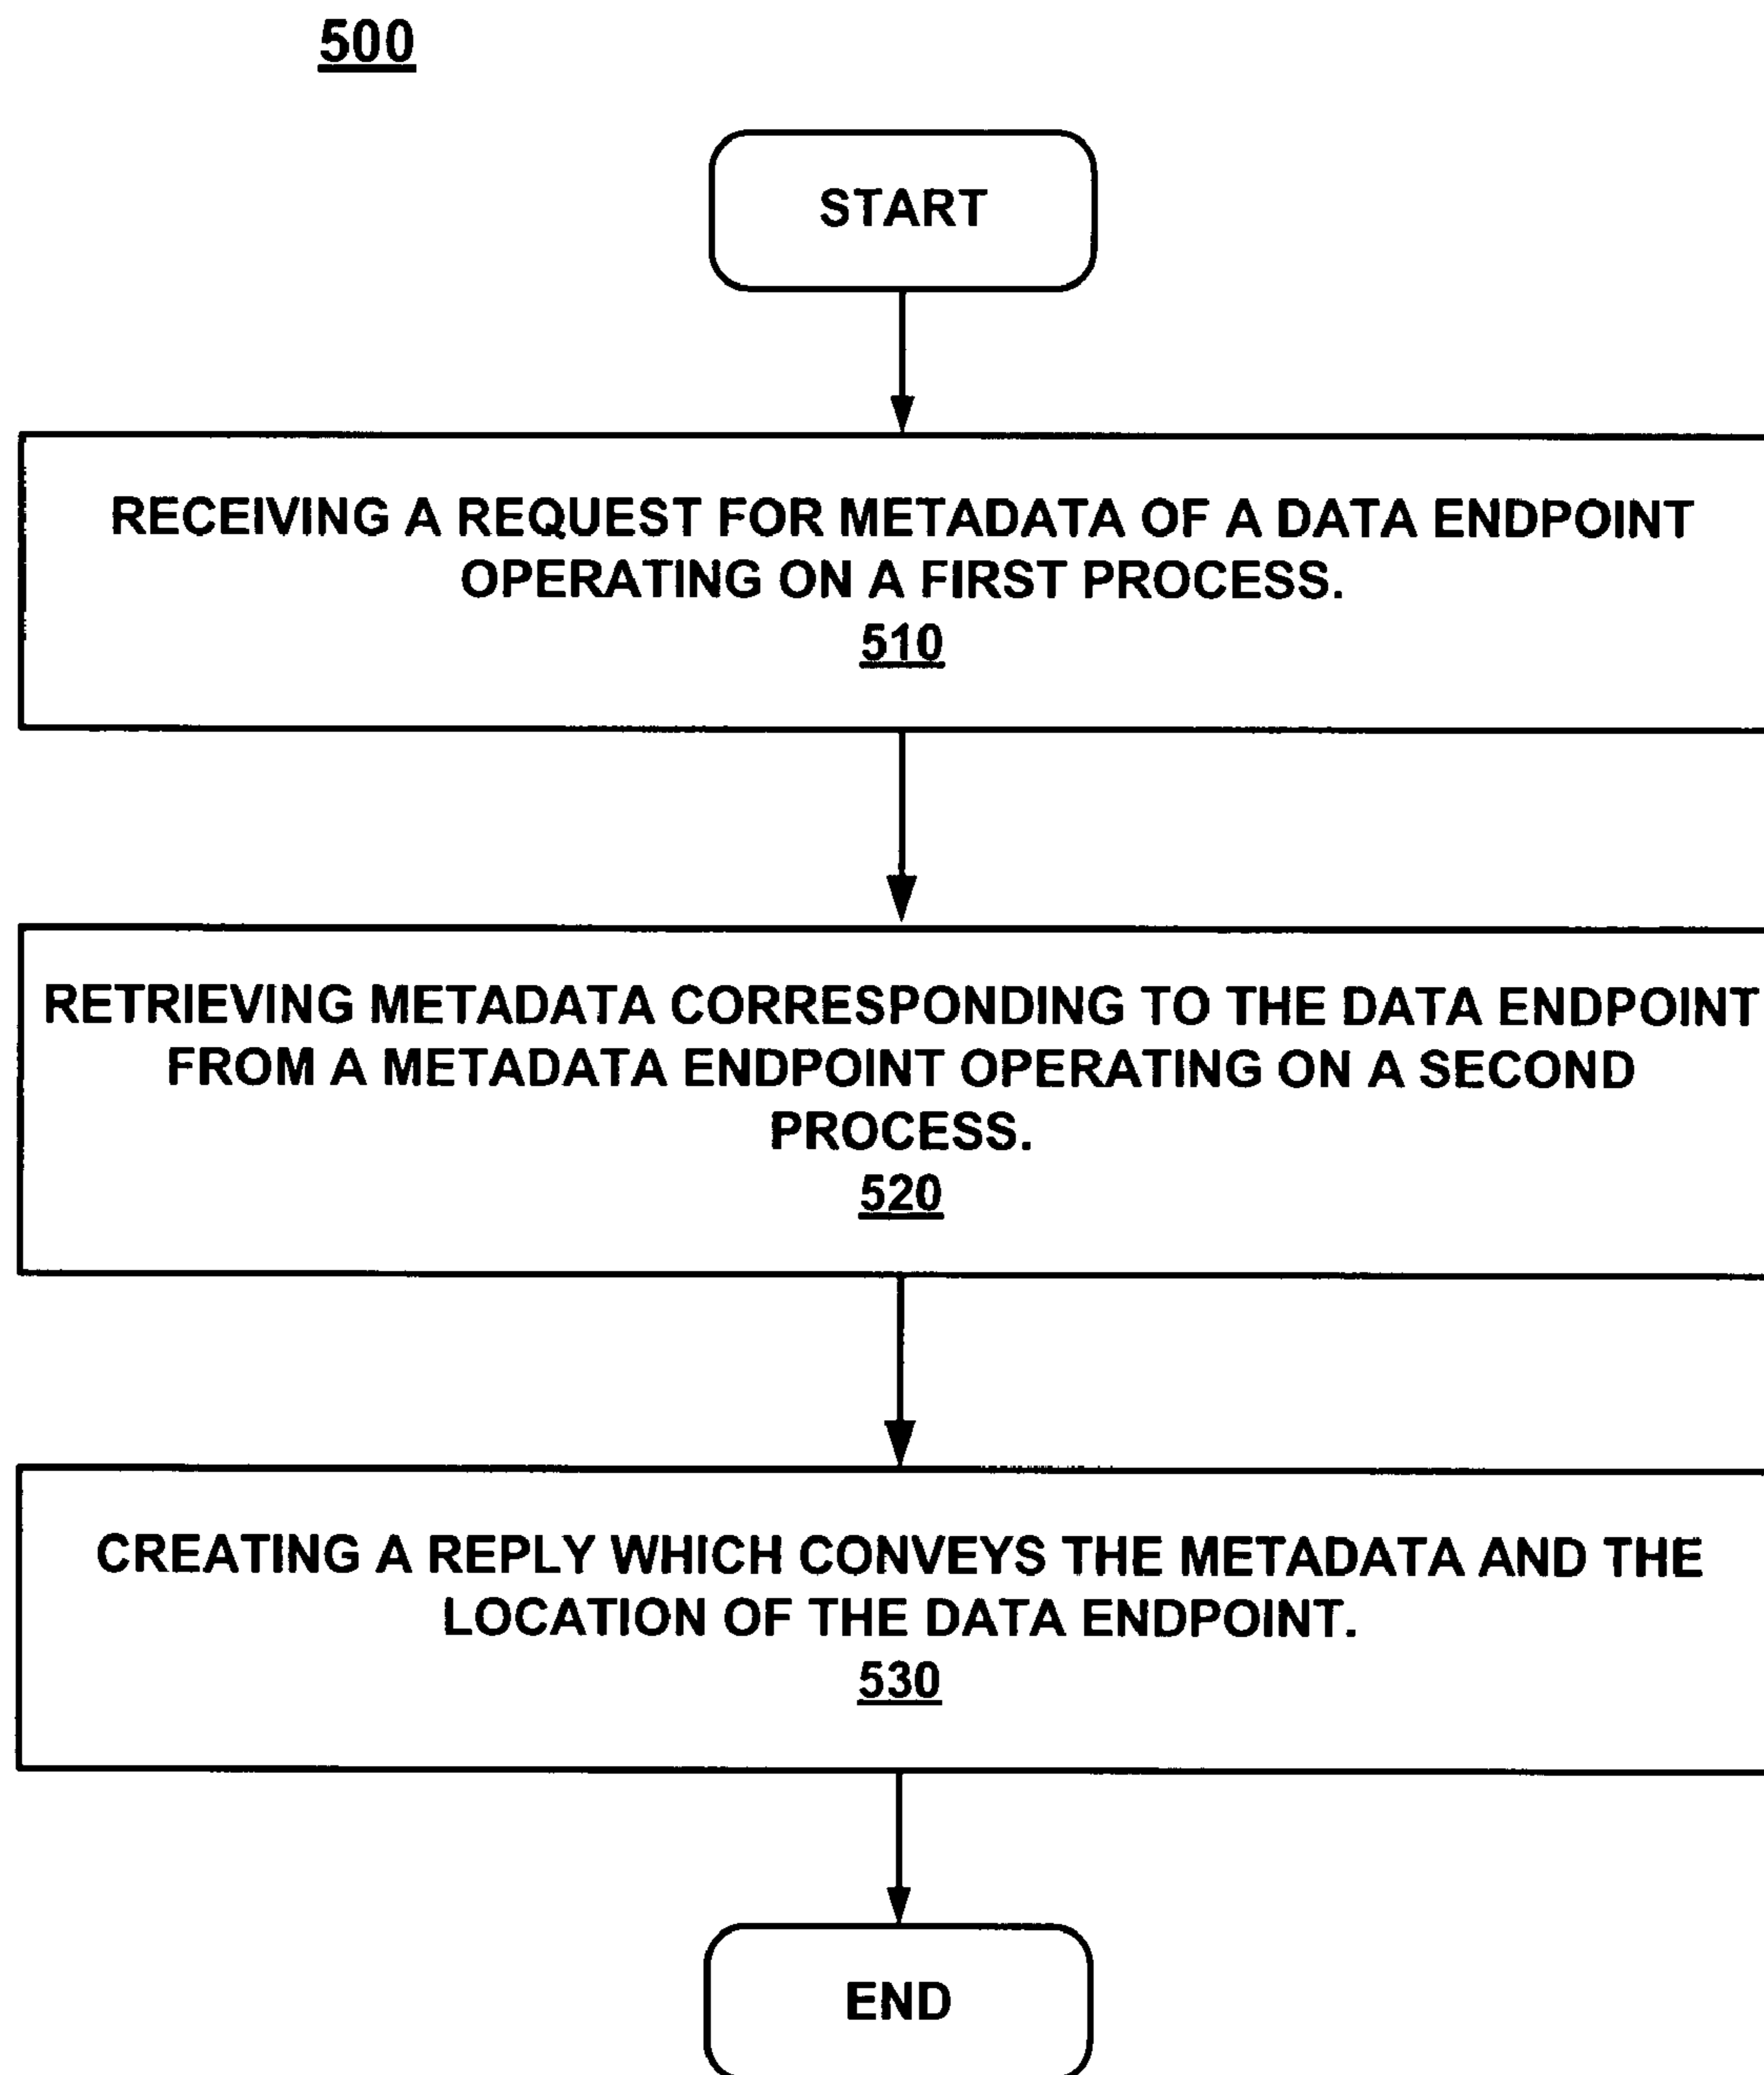 500
START
RECEIVING A REQUEST FOR METADATA OF A DATA ENDPOINT
OPERATING ON A FIRST PROCESS.
510
RETRIEVING METADATA CORRESPONDING TO THE DATA ENDPOINT
FROM A METADATA ENDPOINT OPERATING ON A SECOND
PROCESS.
520
CREATING A REPLY WHICH CONVEYS THE METADATA AND THE
LOCATION OF THE DATA ENDPOINT.
530
END